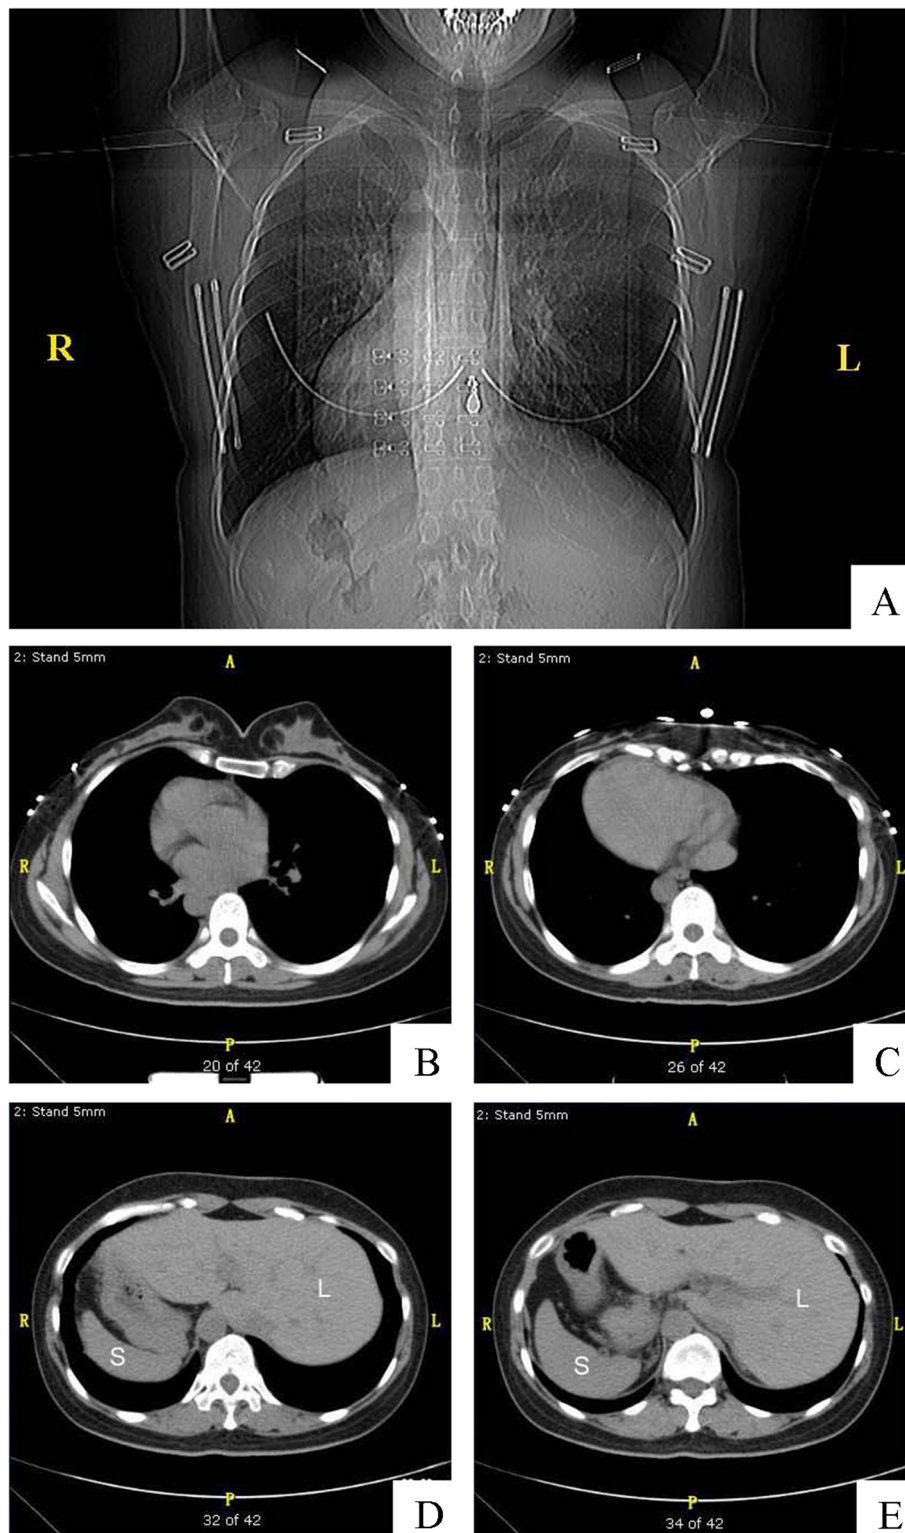 R
L
A
2: Stand 5mm
A
R
L
P
20 of 42
B
2: Stand 5mm
A
R
L
P
26 of 42
C
2: Stand 5mm
A
L
R
L
S
P
32 of 42
D
2: Stand 5mm
A
L
R
L
S
P
34 of 42
E